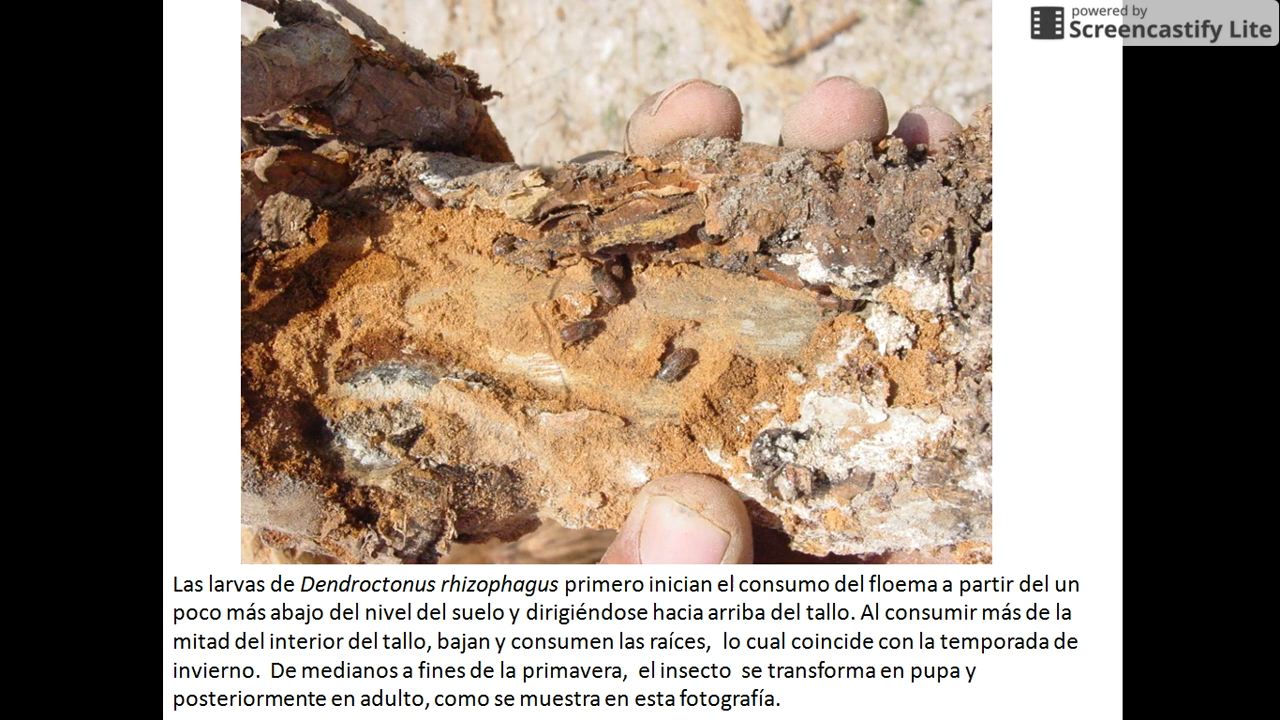 powered by
Screencastify Lite
Las larvas de Dendroctonus rhizophagus primero inician el consumo del floema a partir del un
poco más abajo del nivel del suelo y dirigiéndose hacia arriba del tallo. Al consumir más de la
mitad del interior del tallo, bajan y consumen las raíces, lo cual coincide con la temporada de
invierno. De medianos a fines de la primavera, el insecto se transforma en pupa y
posteriormente en adulto, como se muestra en esta fotografía.